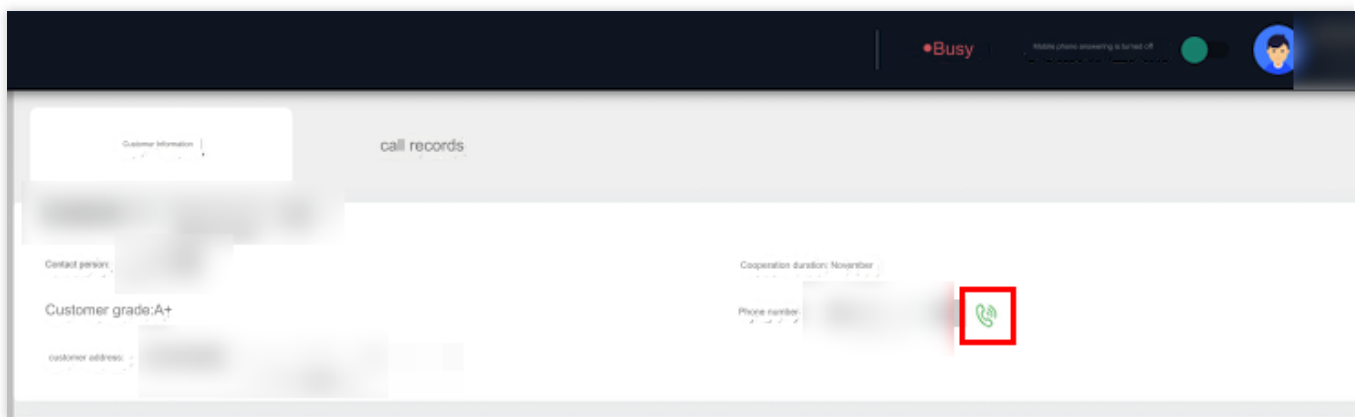 Busy
Mobile phone answering is turned off
Customer Information
call records
Contact person:
Cooperation duration: November
Customer grade:A+
Phone number:
customer address: